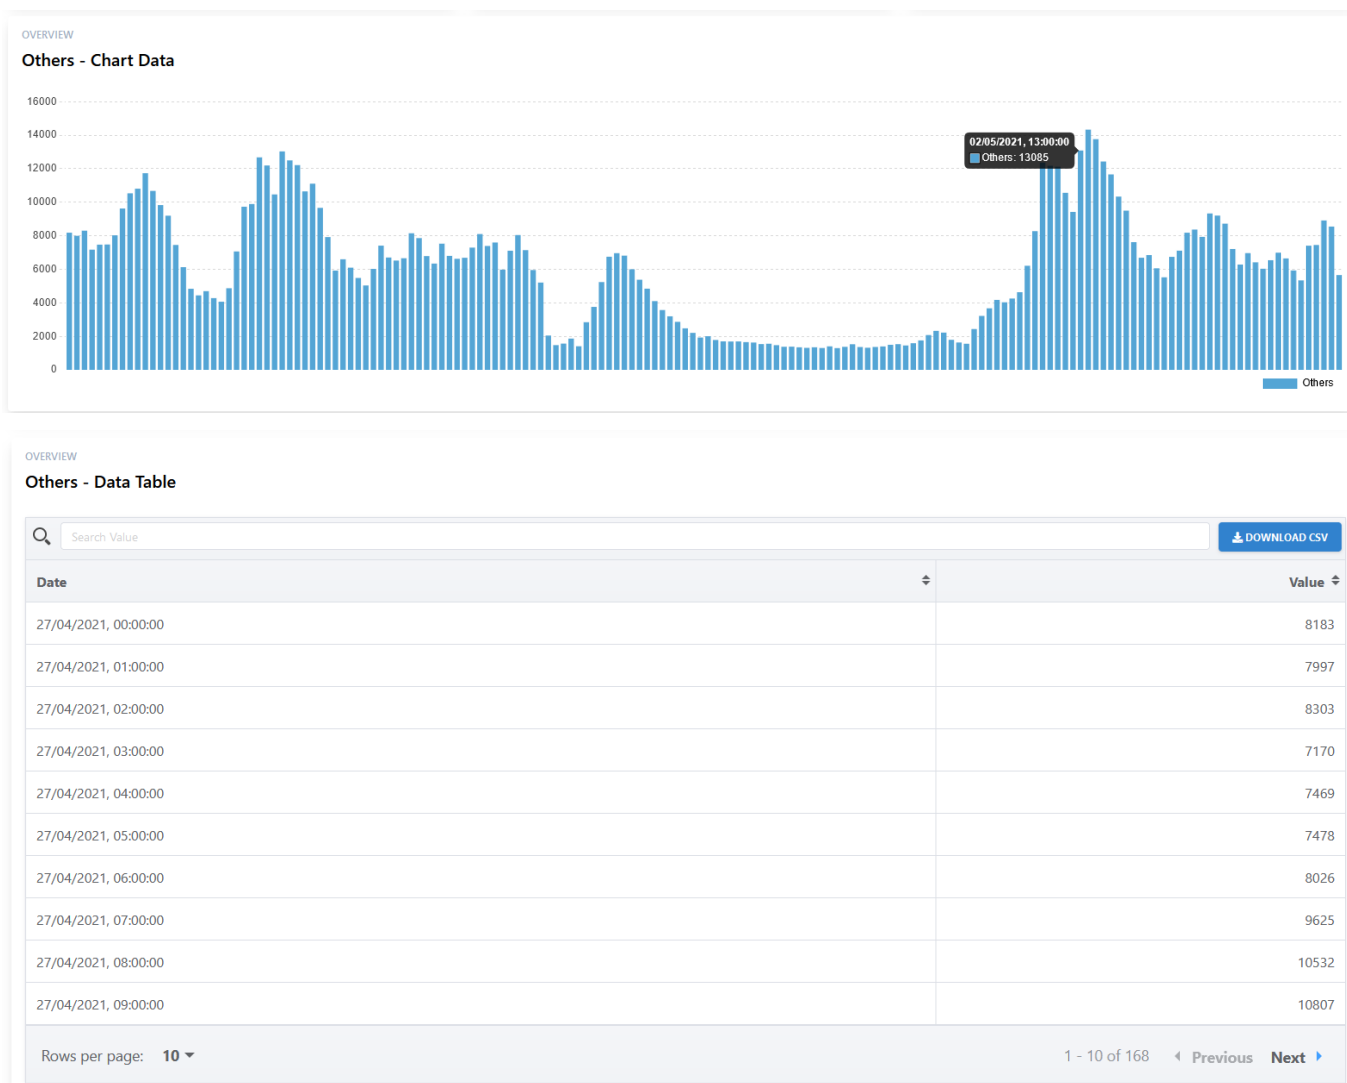 OVERVIEW
Others - Chart Data
16000
14000
12000
10000
8000
6000
4000
2000
0
02/05/2021, 13:00:00
Others: 13085
Others
OVERVIEW
Others - Data Table
Search Value
DOWNLOAD CSV
Date Value
27/04/2021, 00:00:00 8183
27/04/2021, 01:00:00 7997
27/04/2021, 02:00:00 8303
27/04/2021, 03:00:00 7170
27/04/2021, 04:00:00 7469
27/04/2021, 05:00:00 7478
27/04/2021, 06:00:00 8026
27/04/2021, 07:00:00 9625
27/04/2021, 08:00:00 10532
27/04/2021, 09:00:00 10807
Rows per page: 10 1 - 10 of 168 Previous Next